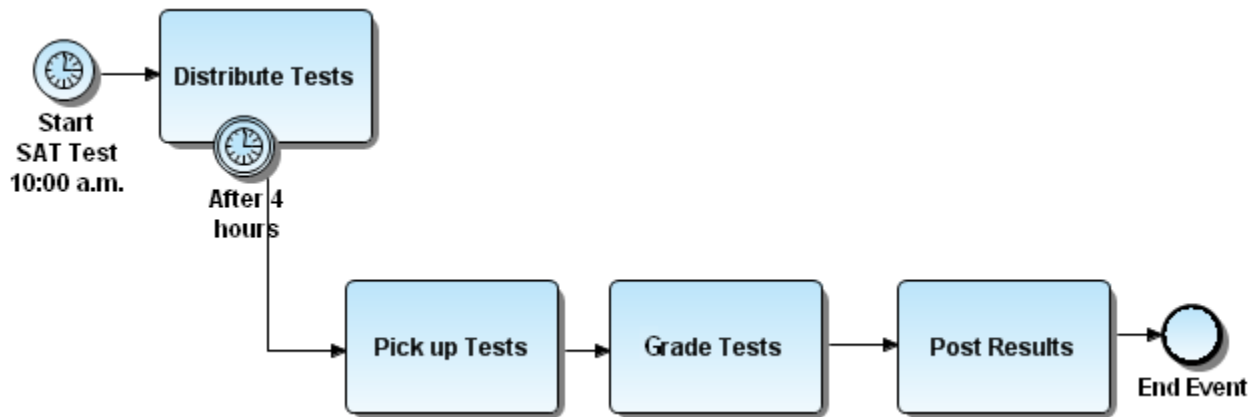 Distribute Tests
Start
SAT Test
10:00 a.m.
After 4
hours
Pick up Tests
Grade Tests
Post Results
End Event